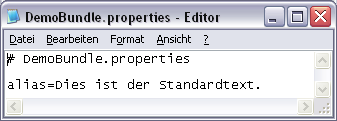 DemoBundle.properties - Editor
Datei Bearbeiten Format Ansicht ?
# DemoBundle.properties
alias=Dies ist der Standardtext.